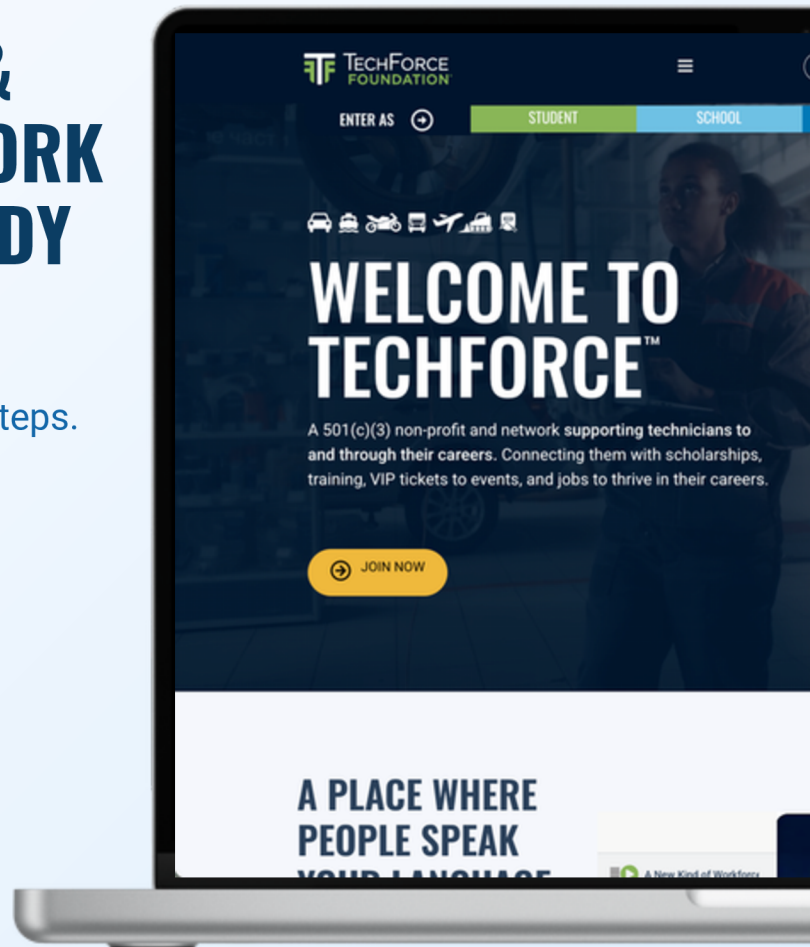 &
ORK
DY
teps.
TECHFORCE
FOUNDATION
ENTER AS
STUDENT
SCHOOL
WELCOME TO
TECHFORCE™
A 501(c)(3) non-profit and network supporting technicians to
and through their careers. Connecting them with scholarships,
training, VIP tickets to events, and jobs to thrive in their careers.
JOIN NOW
A PLACE WHERE
PEOPLE SPEAK
YOUR LANGUAGE
A New Kind of Workforce